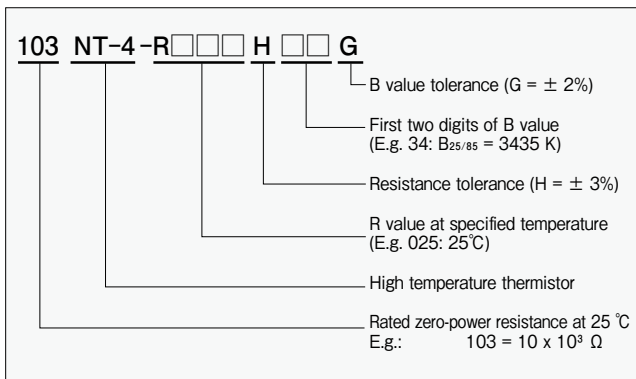 103 NT-4-R□□□ H □□ G
B value tolerance (G = ± 2%)
First two digits of B value
(E.g. 34: B25/85 = 3435 K)
Resistance tolerance (H = ± 3%)
R value at specified temperature
(E.g. 025: 25℃)
High temperature thermistor
Rated zero-power resistance at 25 ℃
E.g.: 103 = 10 x 10³ Ω